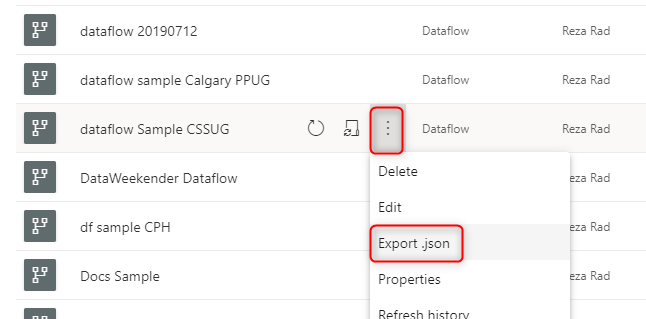 dataflow 20190712 Dataflow Reza Rad
dataflow sample Calgary PPUG Dataflow Reza Rad
dataflow Sample CSSUG Dataflow Reza Rad
DataWeekender Dataflow eza Rad
Delete
df sample CPH eza Rad
Edit
Export .json
Docs Sample eza Rad
Properties
Refresh history